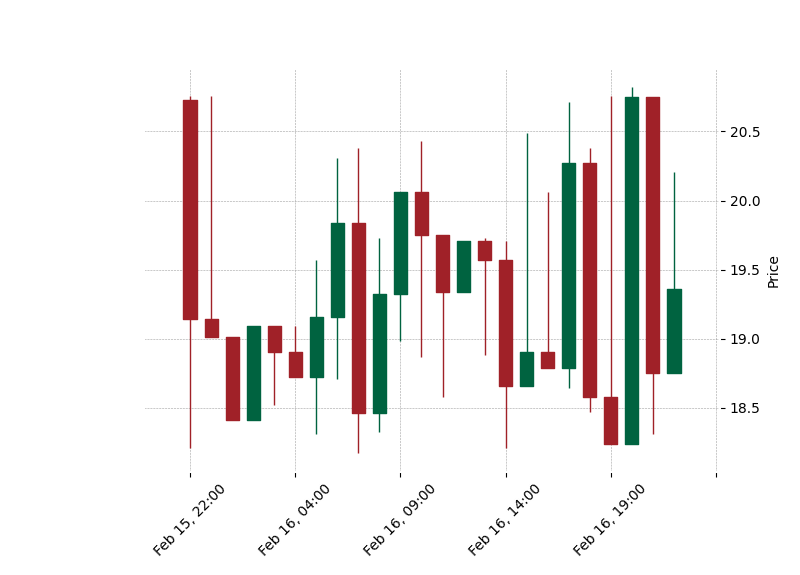 20.5
20.0
19.5
19.0
18.5
Price
Feb 15, 22:00
Feb 16, 04:00
Feb 16, 09:00
Feb 16, 14:00
Feb 16, 19:00